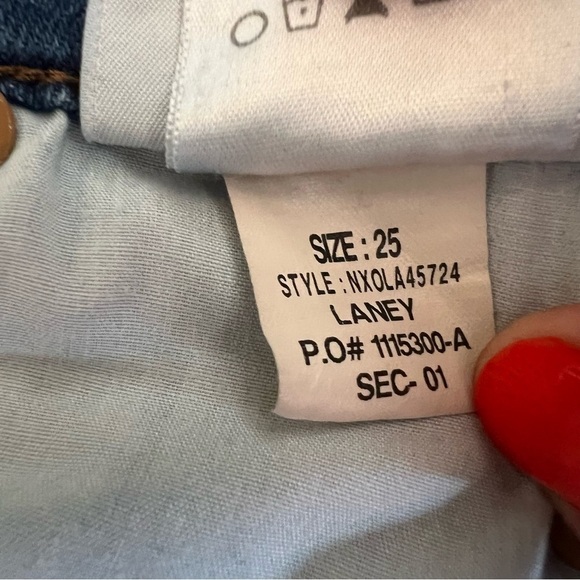 SIZE : 25
STYLE : NXOLA45724
LANEY
P.O# 1115300-A
SEC- 01